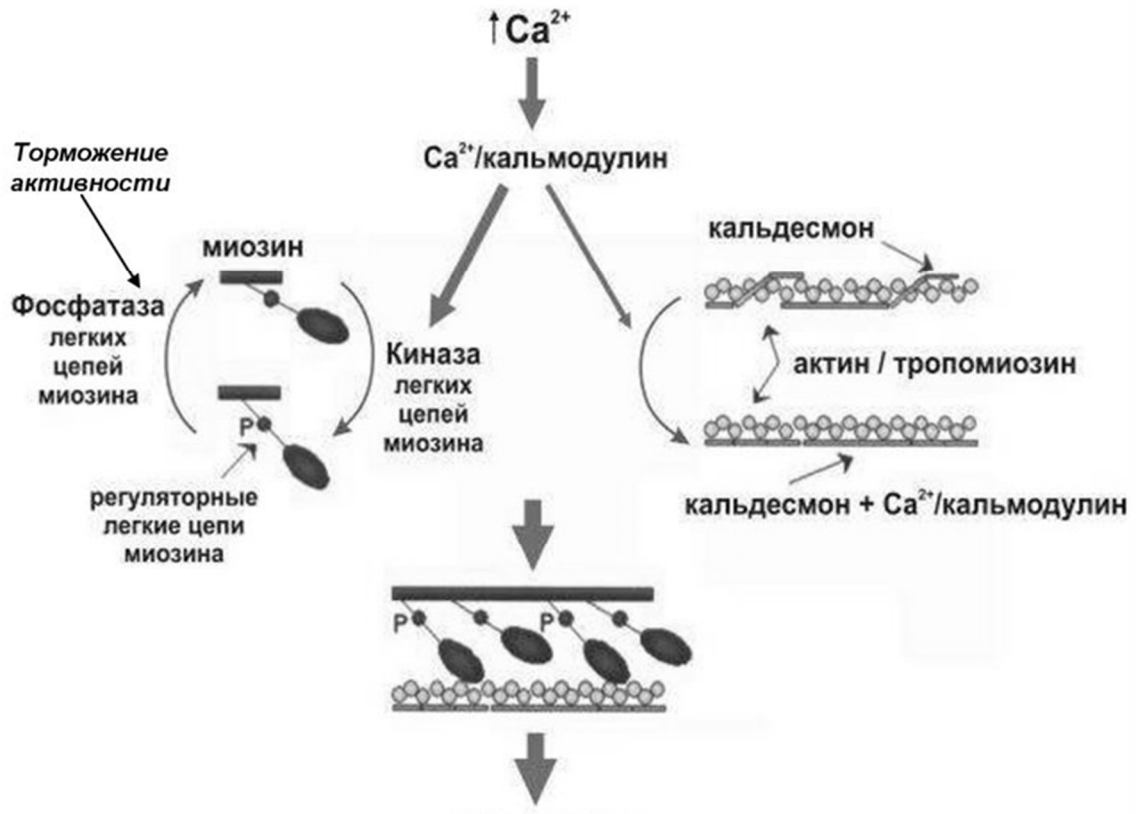 ↑Ca²⁺
Ca²⁺/кальмодулин
Торможение
активности
миозин
Фосфатаза
легких
цепей
миозина
Киназа
легких
цепей
миозина
P
регуляторные
легкие цепи
миозина
кальдесмон
актин / тропомиозин
кальдесмон + Ca²⁺/кальмодулин
P
P